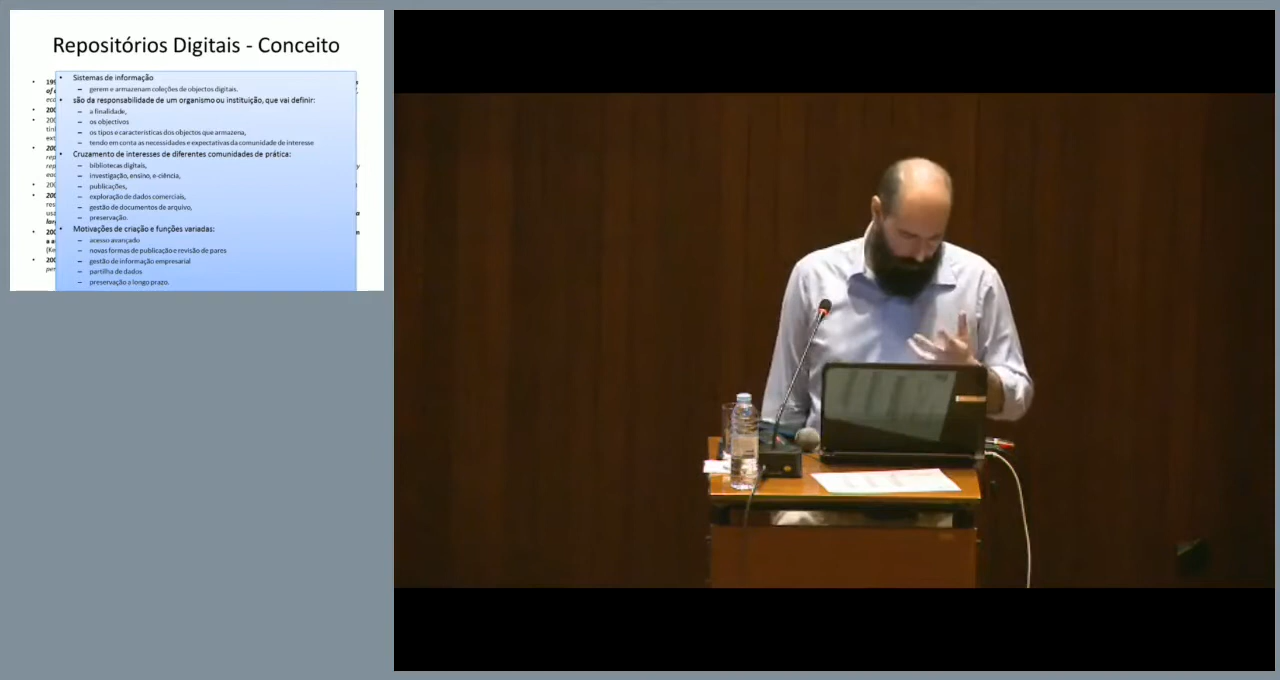 Repositórios Digitais - Conceito
• Sistemas de informação
– gerem e armazenam coleções de objectos digitais.
• são da responsabilidade de um organismo ou instituição, que vai definir:
– a finalidade,
– os objectivos
– os tipos e características dos objectos que armazena,
– tendo em conta as necessidades e expectativas da comunidade de interesse
• Cruzamento de interesses de diferentes comunidades de prática:
– bibliotecas digitais,
– investigação, ensino, e-ciência,
– publicações,
– exploração de dados comerciais,
– gestão de documentos de arquivo,
– preservação.
• Motivações de criação e funções variadas:
– acesso avançado
– novas formas de publicação e revisão de pares
– gestão de informação empresarial
– partilha de dados
– preservação a longo prazo.